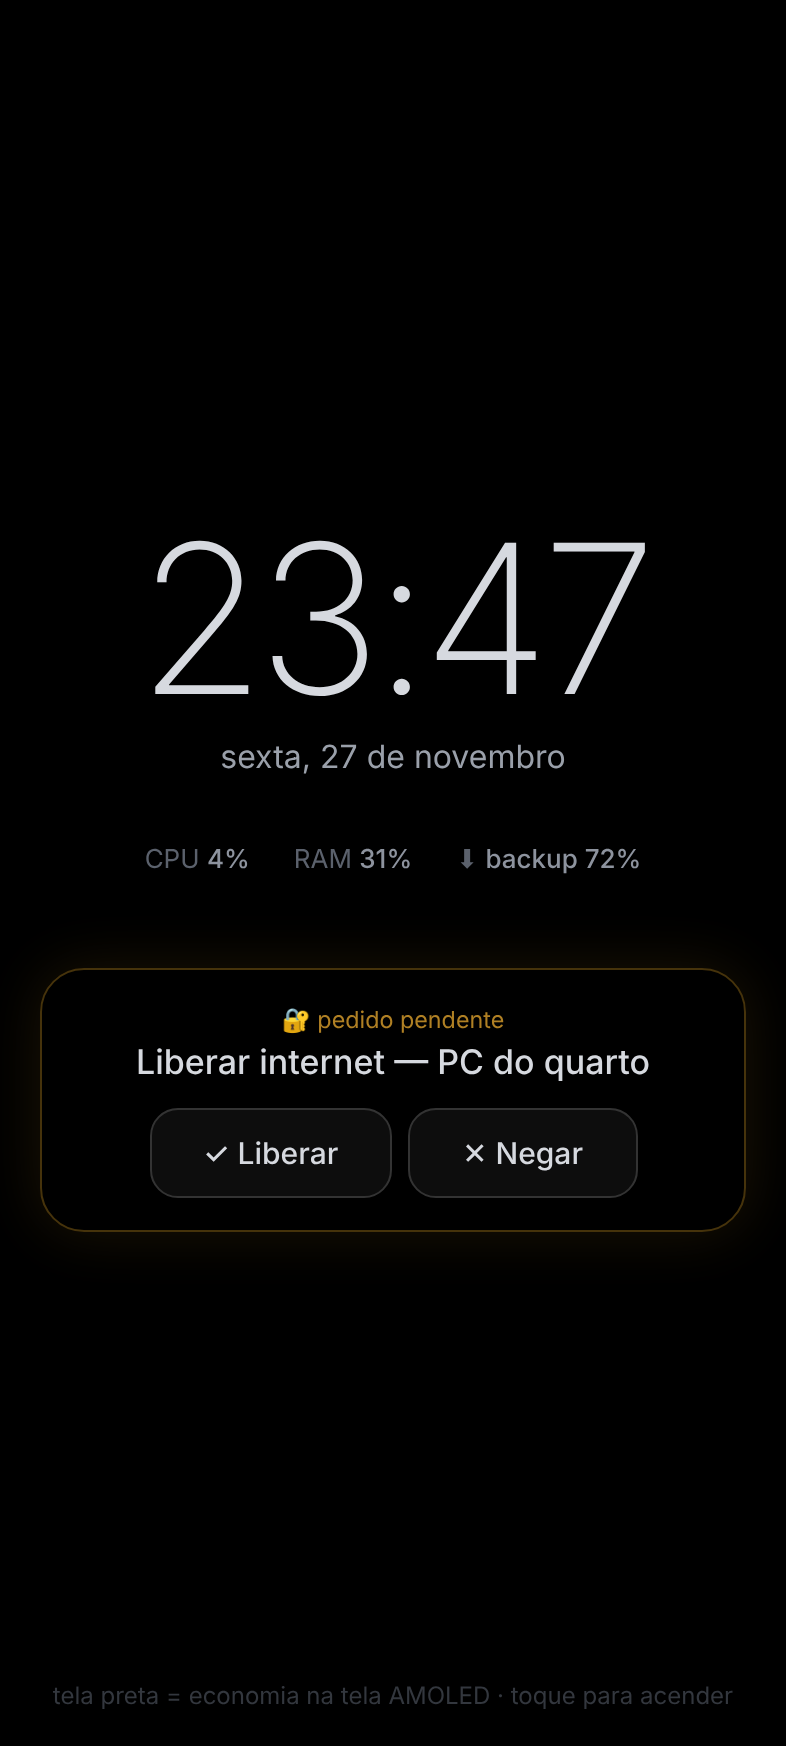 23:47
sexta, 27 de novembro
CPU 4% RAM 31% ⬇ backup 72%
🔐 pedido pendente
Liberar internet — PC do quarto
✓ Liberar ✕ Negar
tela preta = economia na tela AMOLED · toque para acender